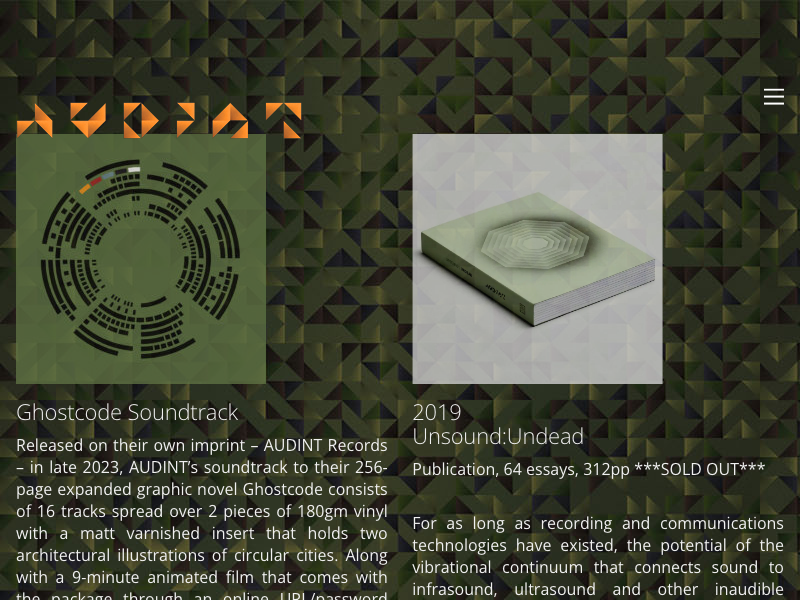 AUDINT
Ghostcode Soundtrack
Released on their own imprint – AUDINT Records
– in late 2023, AUDINT's soundtrack to their 256-
page expanded graphic novel Ghostcode consists
of 16 tracks spread over 2 pieces of 180gm vinyl
with a matt varnished insert that holds two
architectural illustrations of circular cities. Along
with a 9-minute animated film that comes with
the package through an online URL/password
2019
Unsound:Undead
Publication, 64 essays, 312pp ***SOLD OUT***
For as long as recording and communications
technologies have existed, the potential of the
vibrational continuum that connects sound to
infrasound, ultrasound and other inaudible